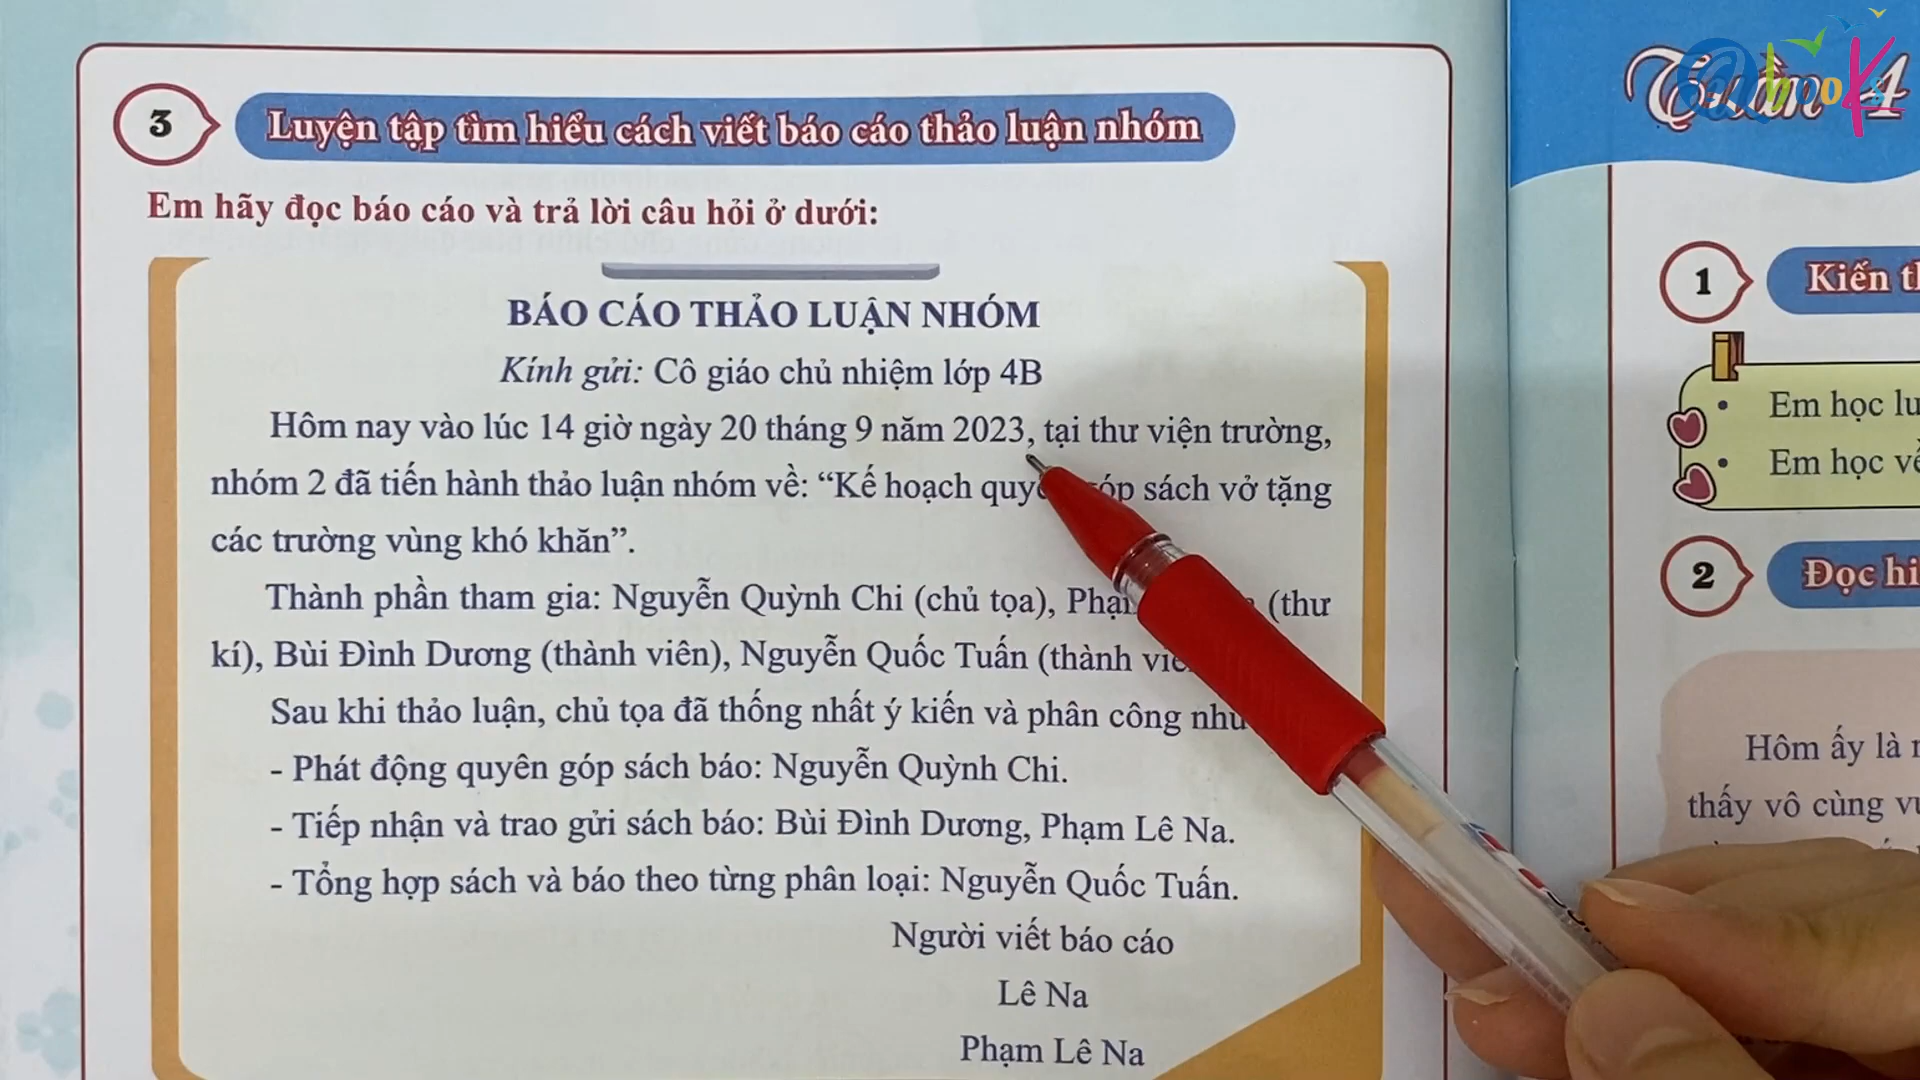 3
Luyện tập tìm hiểu cách viết báo cáo thảo luận nhóm
Em hãy đọc báo cáo và trả lời câu hỏi ở dưới:
BÁO CÁO THẢO LUẬN NHÓM
Kính gửi: Cô giáo chủ nhiệm lớp 4B
Hôm nay vào lúc 14 giờ ngày 20 tháng 9 năm 2023, tại thư viện trường,
nhóm 2 đã tiến hành thảo luận nhóm về: “Kế hoạch sách vở tặng
các trường vùng khó khăn”.
Thành phần tham gia: Nguyễn Quỳnh Chi (chủ tọa), (thư
kí), Bùi Đình Dương (thành viên), Nguyễn Quốc Tuấn (thành
Sau khi thảo luận, chủ tọa đã thống nhất ý kiến và phân công
- Phát động quyên góp sách báo: Nguyễn Quỳnh Chi.
- Tiếp nhận và trao gửi sách báo: Bùi Đình Dương, Phạm Lê Na.
- Tổng hợp sách và báo theo từng phân loại: Nguyễn Quốc Tuấn.
Người viết báo cáo
Lê Na
Phạm Lê Na
Tuần 4
Qbooks
1
Kiến
• Em học
• Em học
2
Đọc
Hôm ấy là
thấy vô cùng